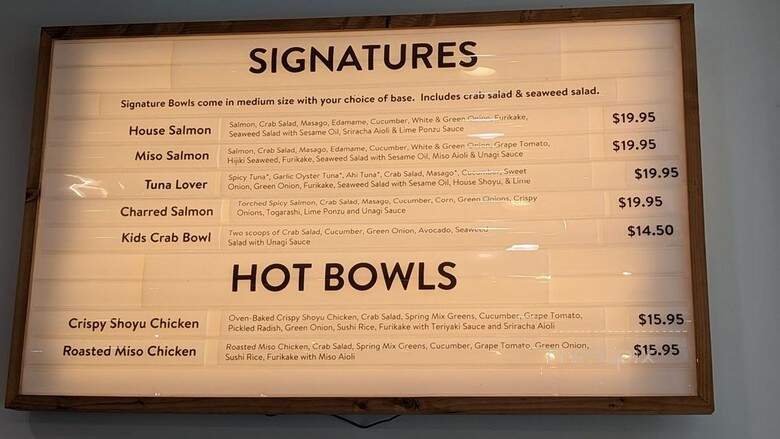 SIGNATURES
Signature Bowls come in medium size with your choice of base. Includes crab salad & seaweed salad.
House Salmon Salmon, Crab Salad, Masago, Edamame, Cucumber, White & Green Onion, Furikake, $19.95
Seaweed Salad with Sesame Oil, Sriracha Aioli & Lime Ponzu Sauce
Miso Salmon Salmon, Crab Salad, Masago, Edamame, Cucumber, White & Green Onion, Grape Tomato, $19.95
Hijiki Seaweed, Furikake, Seaweed Salad with Sesame Oil, Miso Aioli & Unagi Sauce
Tuna Lover Spicy Tuna*, Garlic Oyster Tuna*, Ahi Tuna*, Crab Salad, Masago*, Cucumber, Sweet $19.95
Onion, Green Onion, Furikake, Seaweed Salad with Sesame Oil, House Shoyu, & Lime
Charred Salmon Torched Spicy Salmon, Crab Salad, Masago, Cucumber, Corn, Green Onions, Crispy $19.95
Onions, Togarashi, Lime Ponzu and Unagi Sauce
Kids Crab Bowl Two scoops of Crab Salad, Cucumber, Green Onion, Avocado, Seaweed $14.50
Salad with Unagi Sauce
HOT BOWLS
Crispy Shoyu Chicken Oven-Baked Crispy Shoyu Chicken, Crab Salad, Spring Mix Greens, Cucumber, Grape Tomato, $15.95
Pickled Radish, Green Onion, Sushi Rice, Furikake with Teriyaki Sauce and Sriracha Aioli
Roasted Miso Chicken Roasted Miso Chicken, Crab Salad, Spring Mix Greens, Cucumber, Grape Tomato, Green Onion, $15.95
Sushi Rice, Furikake with Miso Aioli